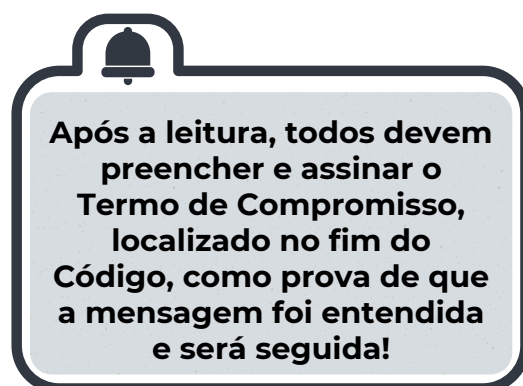 Após a leitura, todos devem
preencher e assinar o
Termo de Compromisso,
localizado no fim do
Código, como prova de que
a mensagem foi entendida
e será seguida!